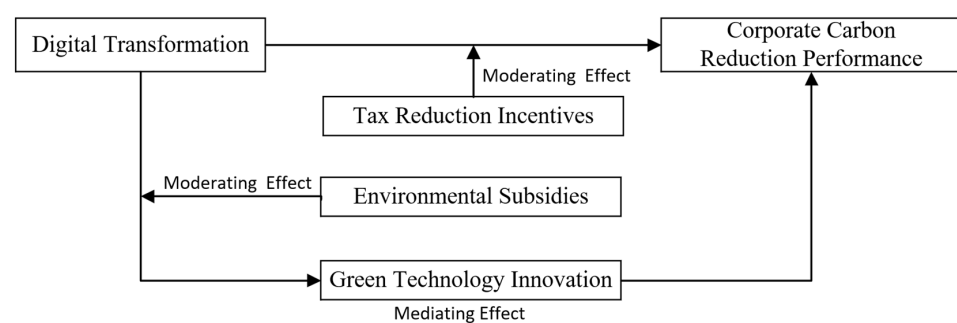 Digital Transformation
Corporate Carbon
Reduction Performance
Moderating Effect
Tax Reduction Incentives
Moderating Effect
Environmental Subsidies
Green Technology Innovation
Mediating Effect